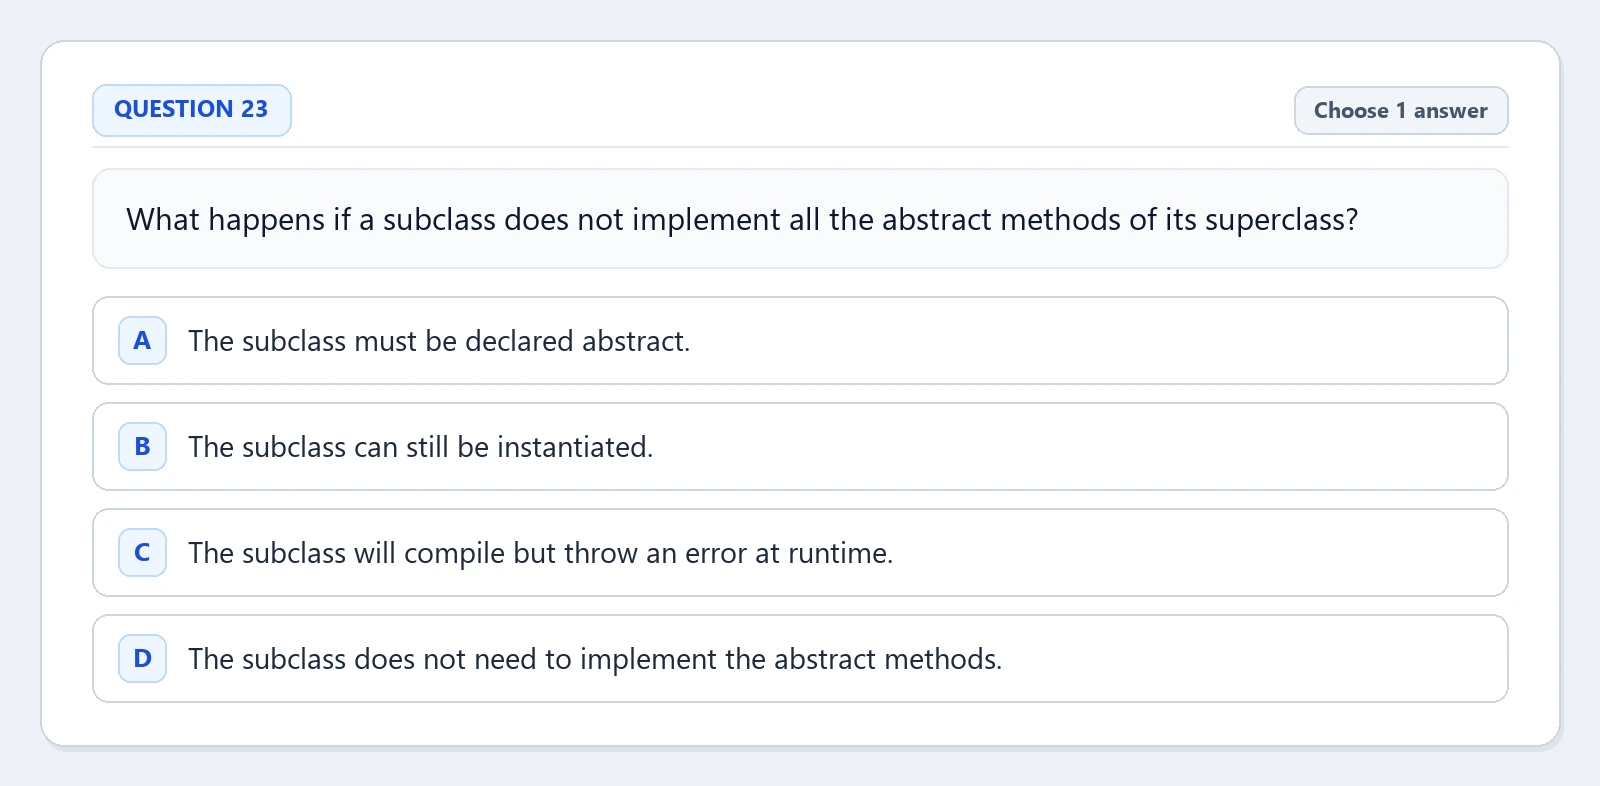 QUESTION 23
Choose 1 answer
What happens if a subclass does not implement all the abstract methods of its superclass?
A The subclass must be declared abstract.
B The subclass can still be instantiated.
C The subclass will compile but throw an error at runtime.
D The subclass does not need to implement the abstract methods.